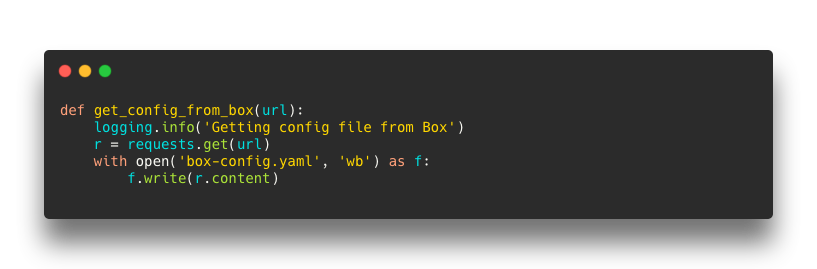 def get_config_from_box(url):
    logging.info('Getting config file from Box')
    r = requests.get(url)
    with open('box-config.yaml', 'wb') as f:
        f.write(r.content)